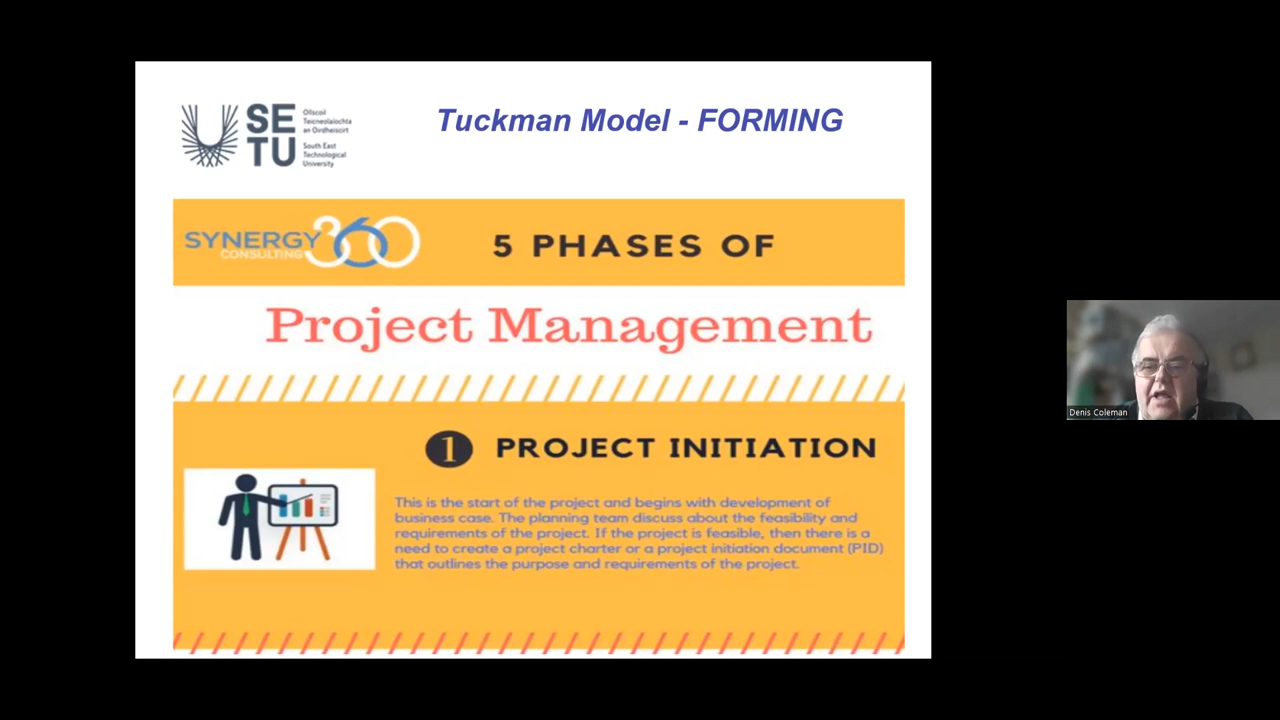 Tuckman Model - FORMING
SE
TU
Ollscoil
Teicneolaíochta
an Oirdheiscirt
South East
Technological
University
SYNERGY 360
CONSULTING
5 PHASES OF
Project Management
1 PROJECT INITIATION
This is the start of the project and begins with development of
business case. The planning team discuss about the feasibility and
requirements of the project. If the project is feasible, then there is a
need to create a project charter or a project initiation document (PID)
that outlines the purpose and requirements of the project.
Denis Coleman